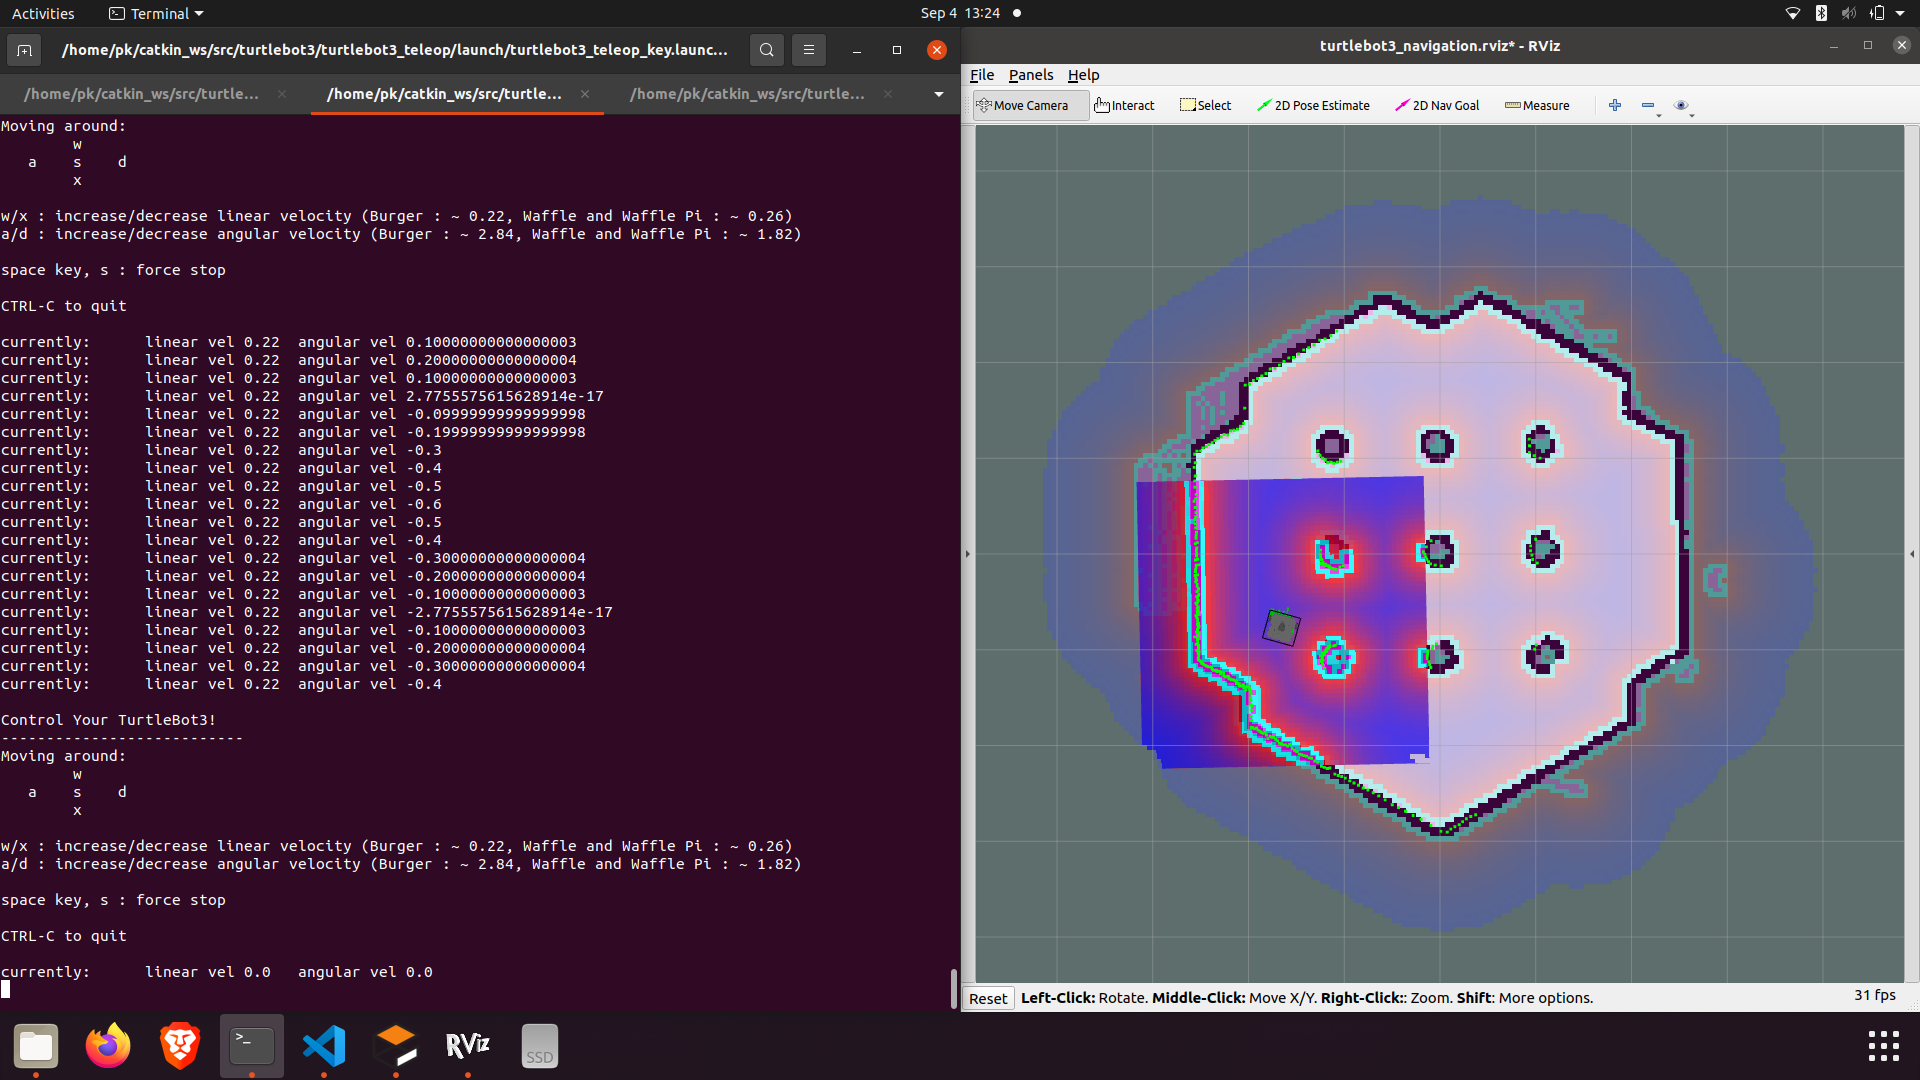 Activities
Terminal
Sep 4 13:24
/home/pk/catkin_ws/src/turtlebot3/turtlebot3_teleop/launch/turtlebot3_teleop_key.launc...
/home/pk/catkin_ws/src/turtle...
/home/pk/catkin_ws/src/turtle...
/home/pk/catkin_ws/src/turtle...
Moving around:
w
a s d
x
w/x : increase/decrease linear velocity (Burger : ~ 0.22, Waffle and Waffle Pi : ~ 0.26)
a/d : increase/decrease angular velocity (Burger : ~ 2.84, Waffle and Waffle Pi : ~ 1.82)
space key, s : force stop
CTRL-C to quit
currently: linear vel 0.22 angular vel 0.10000000000000003
currently: linear vel 0.22 angular vel 0.20000000000000004
currently: linear vel 0.22 angular vel 0.10000000000000003
currently: linear vel 0.22 angular vel 2.7755575615628914e-17
currently: linear vel 0.22 angular vel -0.09999999999999998
currently: linear vel 0.22 angular vel -0.19999999999999998
currently: linear vel 0.22 angular vel -0.3
currently: linear vel 0.22 angular vel -0.4
currently: linear vel 0.22 angular vel -0.5
currently: linear vel 0.22 angular vel -0.6
currently: linear vel 0.22 angular vel -0.5
currently: linear vel 0.22 angular vel -0.4
currently: linear vel 0.22 angular vel -0.30000000000000004
currently: linear vel 0.22 angular vel -0.20000000000000004
currently: linear vel 0.22 angular vel -0.10000000000000003
currently: linear vel 0.22 angular vel -2.7755575615628914e-17
currently: linear vel 0.22 angular vel -0.10000000000000003
currently: linear vel 0.22 angular vel -0.20000000000000004
currently: linear vel 0.22 angular vel -0.30000000000000004
currently: linear vel 0.22 angular vel -0.4
Control Your TurtleBot3!
---------------------------
Moving around:
w
a s d
x
w/x : increase/decrease linear velocity (Burger : ~ 0.22, Waffle and Waffle Pi : ~ 0.26)
a/d : increase/decrease angular velocity (Burger : ~ 2.84, Waffle and Waffle Pi : ~ 1.82)
space key, s : force stop
CTRL-C to quit
currently: linear vel 0.0 angular vel 0.0
turtlebot3_navigation.rviz* - RViz
File Panels Help
Move Camera Interact Select 2D Pose Estimate 2D Nav Goal Measure
Reset Left-Click: Rotate. Middle-Click: Move X/Y. Right-Click:: Zoom. Shift: More options.
31 fps
>_
RViz
SSD